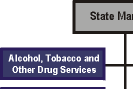 State Ma
Alcohol, Tobacco and
Other Drug Services